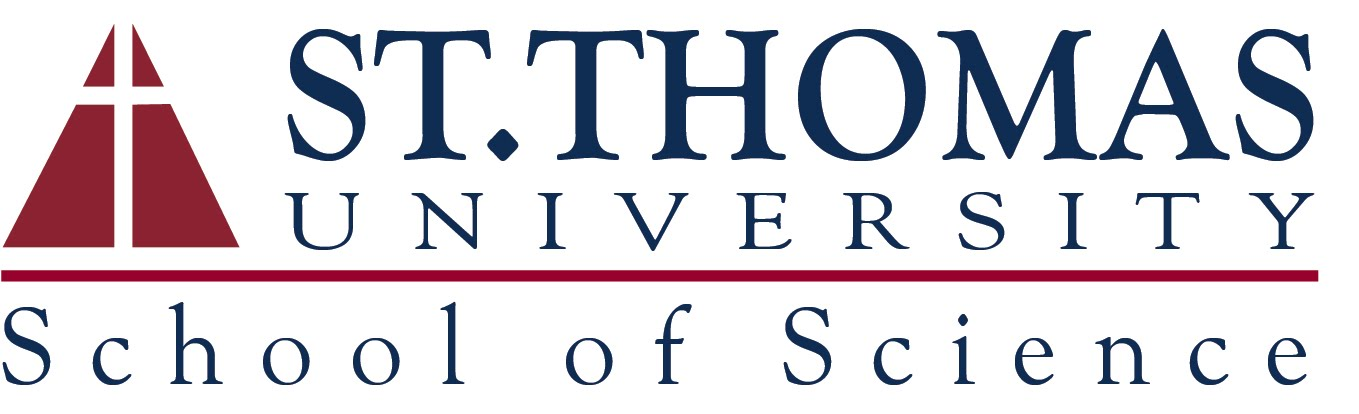 ST. THOMAS
UNIVERSITY
School of Science